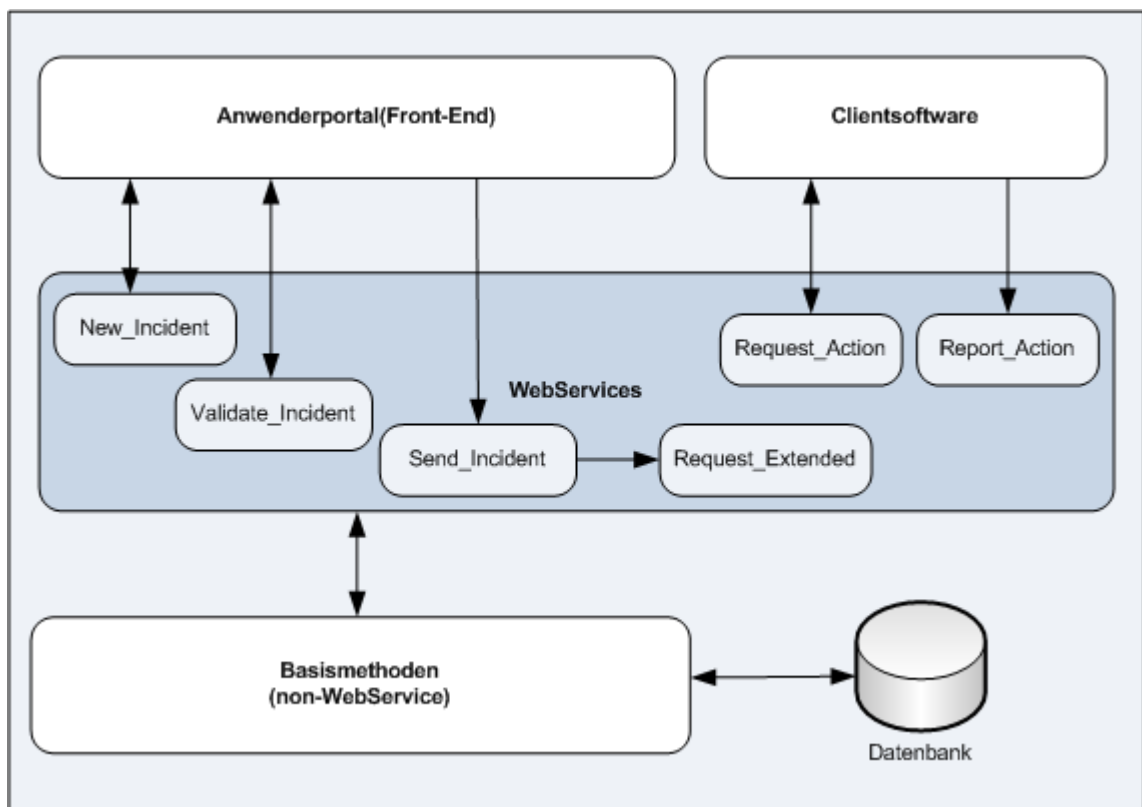 Anwenderportal(Front-End)
Clientsoftware
New_Incident
Request_Action
Report_Action
WebServices
Validate_Incident
Send_Incident
Request_Extended
Basismethoden
(non-WebService)
Datenbank